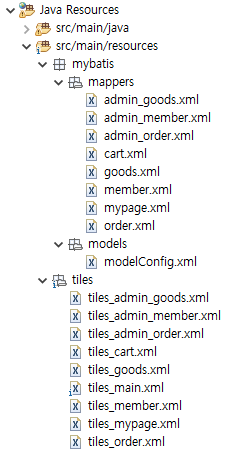 Java Resources
src/main/java
src/main/resources
mybatis
mappers
admin_goods.xml
admin_member.xml
admin_order.xml
cart.xml
goods.xml
member.xml
mypage.xml
order.xml
models
modelConfig.xml
tiles
tiles_admin_goods.xml
tiles_admin_member.xml
tiles_admin_order.xml
tiles_cart.xml
tiles_goods.xml
tiles_main.xml
tiles_member.xml
tiles_mypage.xml
tiles_order.xml